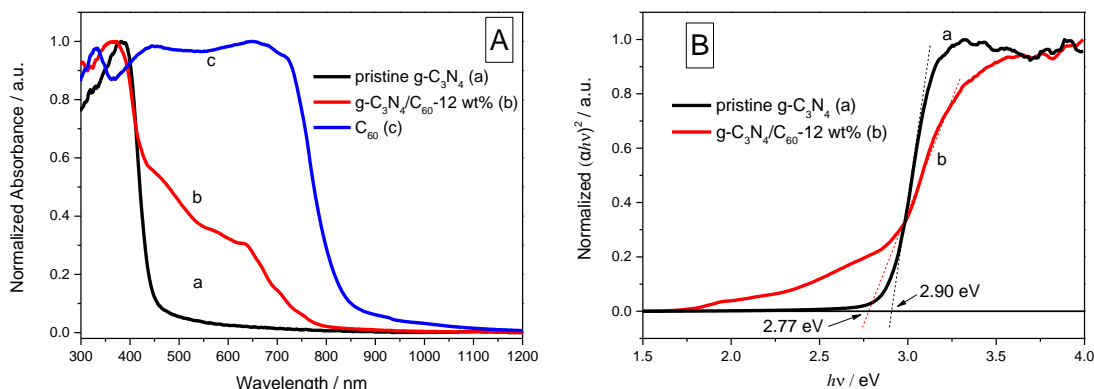 A
1.0
0.8
0.6
0.4
0.2
0.0
Normalized Absorbance / a.u.
300 400 500 600 700 800 900 1000 1100 1200
Wavelength / nm
pristine g-C₃N₄ (a)
g-C₃N₄/C₆₀-12 wt% (b)
C₆₀ (c)
c
b
a
B
1.0
0.8
0.6
0.4
0.2
0.0
Normalized (αhν)²/ a.u.
1.5 2.0 2.5 3.0 3.5 4.0
hν / eV
pristine g-C₃N₄ (a)
g-C₃N₄/C₆₀-12 wt% (b)
a
b
2.90 eV
2.77 eV